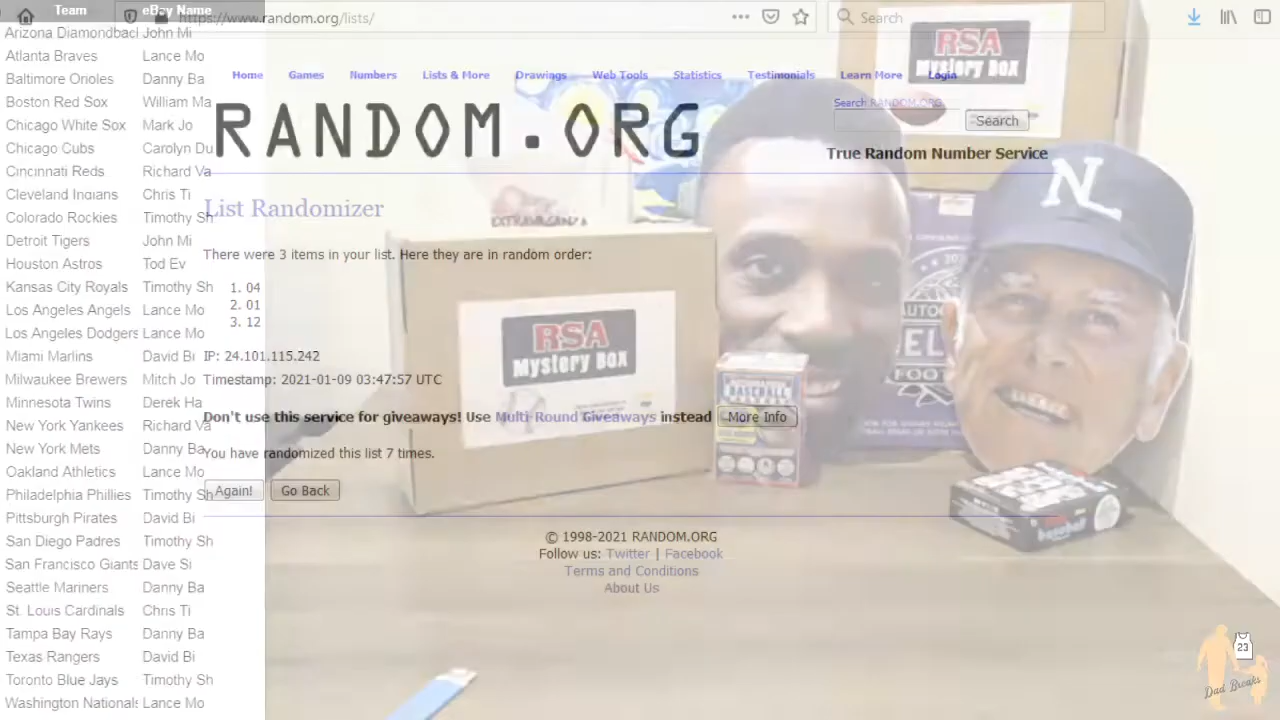 Team eBay Name
Arizona Diamondbacl John Mi
Atlanta Braves Lance Mo
Baltimore Orioles Danny Ba
Boston Red Sox William Ma
Chicago White Sox Mark Jo
Chicago Cubs Carolyn Du
Cincinnati Reds Richard Va
Cleveland Indians Chris Ti
Colorado Rockies Timothy Sh
Detroit Tigers John Mi
Houston Astros Tod Ev
Kansas City Royals Timothy Sh
Los Angeles Angels Lance Mo
Los Angeles Dodgers Lance Mo
Miami Marlins David Bi
Milwaukee Brewers Mitch Jo
Minnesota Twins Derek Ha
New York Yankees Richard Va
New York Mets Danny Ba
Oakland Athletics Lance Mo
Philadelphia Phillies Timothy Sh
Pittsburgh Pirates David Bi
San Diego Padres Timothy Sh
San Francisco Giants Dave Si
Seattle Mariners Danny Ba
St. Louis Cardinals Chris Ti
Tampa Bay Rays Danny Ba
Texas Rangers David Bi
Toronto Blue Jays Timothy Sh
Washington Nationals Lance Mo
https://www.random.org/lists/
Search
Home Games Numbers Lists & More Drawings Web Tools Statistics Testimonials Learn More Login
RANDOM.ORG
Search RANDOM.ORG
Search
True Random Number Service
List Randomizer
There were 3 items in your list. Here they are in random order:
1. 04
2. 01
3. 12
IP: 24.101.115.242
Timestamp: 2021-01-09 03:47:57 UTC
Don't use this service for giveaways! Use Multi-Round Giveaways instead More Info
You have randomized this list 7 times.
Again! Go Back
© 1998-2021 RANDOM.ORG
Follow us: Twitter | Facebook
Terms and Conditions
About Us
RSA
Mystery Box
EXTRAVAGANZA
RSA
Mystery Box
BASEBALL
NL
23
Dad Breaks